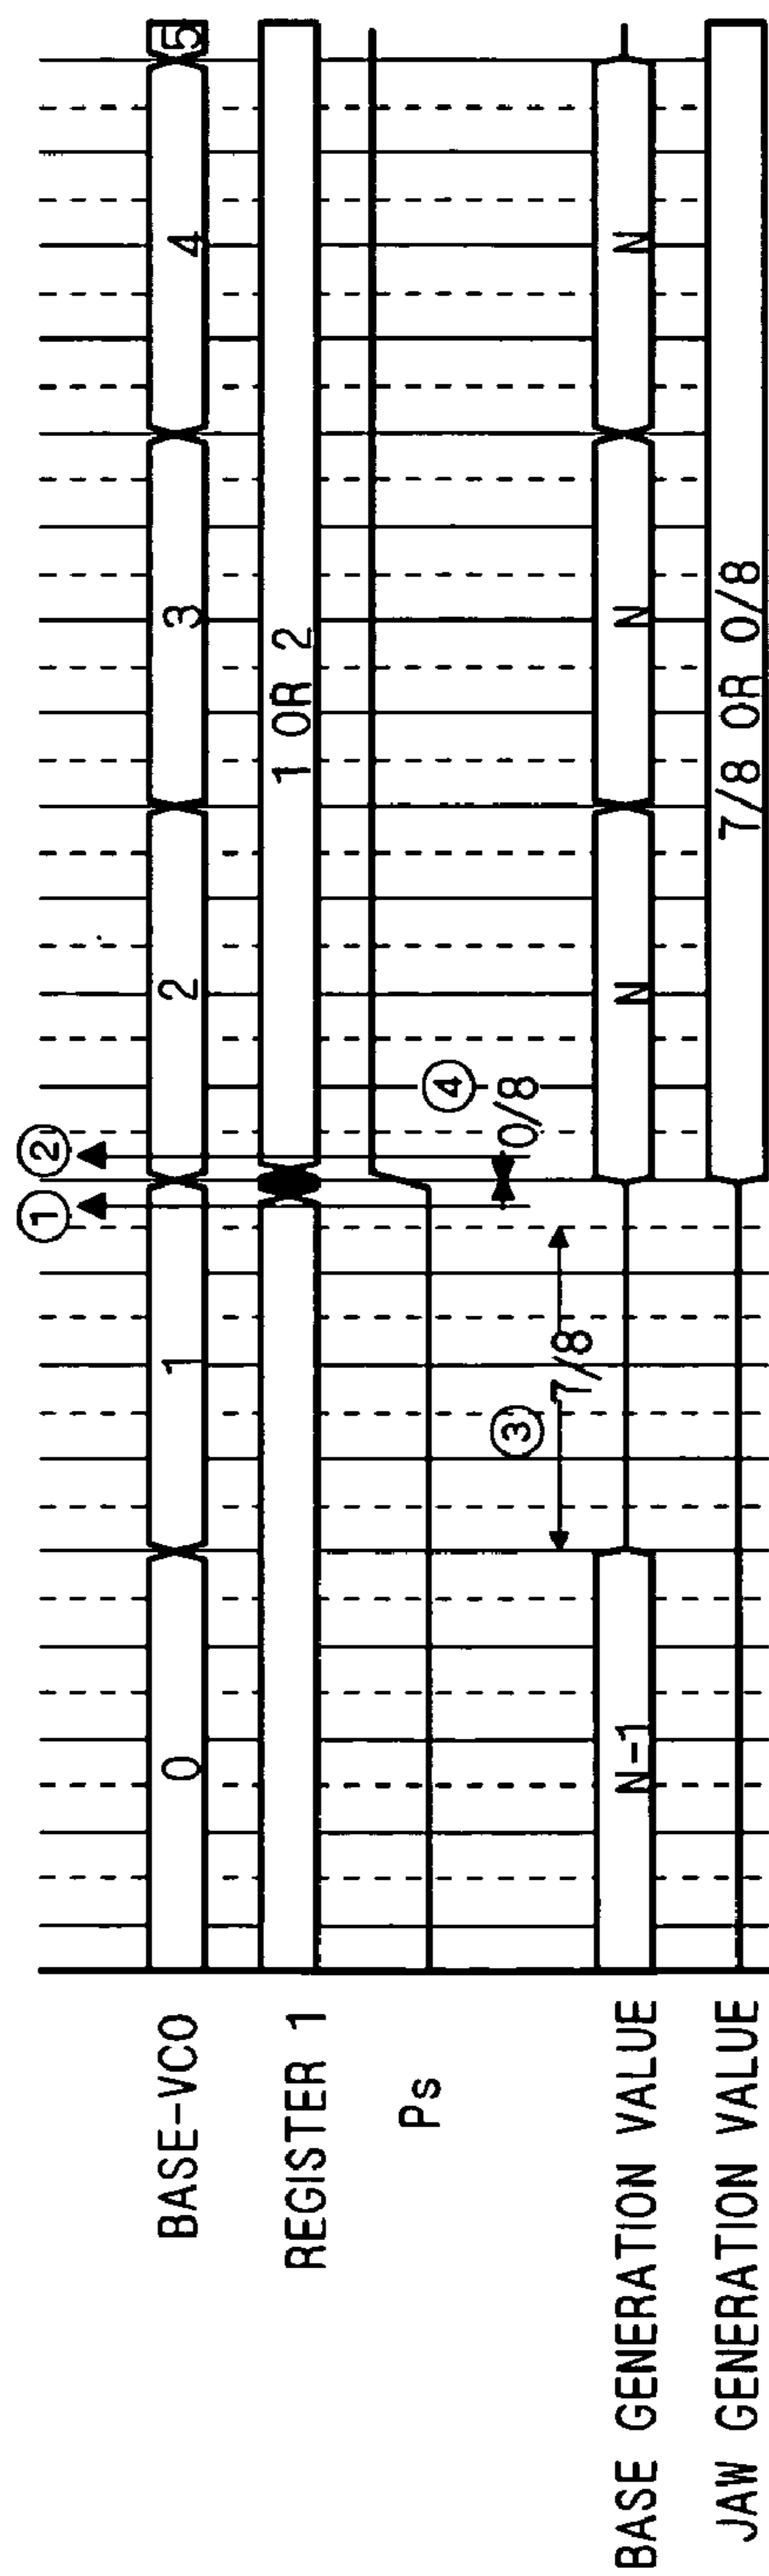 ① ②
BASE-VCO 0 1 2 3 4 5
REGISTER 1 1 OR 2
Ps
④
0/8
③
7/8
BASE GENERATION VALUE N-1 N N N
JAW GENERATION VALUE 7/8 OR 0/8